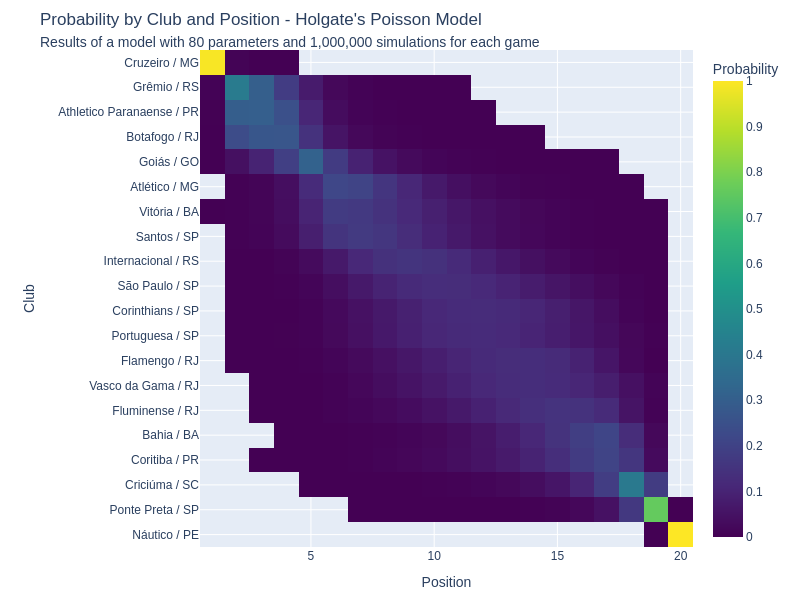 Probability by Club and Position - Holgate's Poisson Model
Results of a model with 80 parameters and 1,000,000 simulations for each game
Probability
Club
Cruzeiro / MG
Grêmio / RS
Athletico Paranaense / PR
Botafogo / RJ
Goiás / GO
Atlético / MG
Vitória / BA
Santos / SP
Internacional / RS
São Paulo / SP
Corinthians / SP
Portuguesa / SP
Flamengo / RJ
Vasco da Gama / RJ
Fluminense / RJ
Bahia / BA
Coritiba / PR
Criciúma / SC
Ponte Preta / SP
Náutico / PE
5 10 15 20
Position
1
0.9
0.8
0.7
0.6
0.5
0.4
0.3
0.2
0.1
0